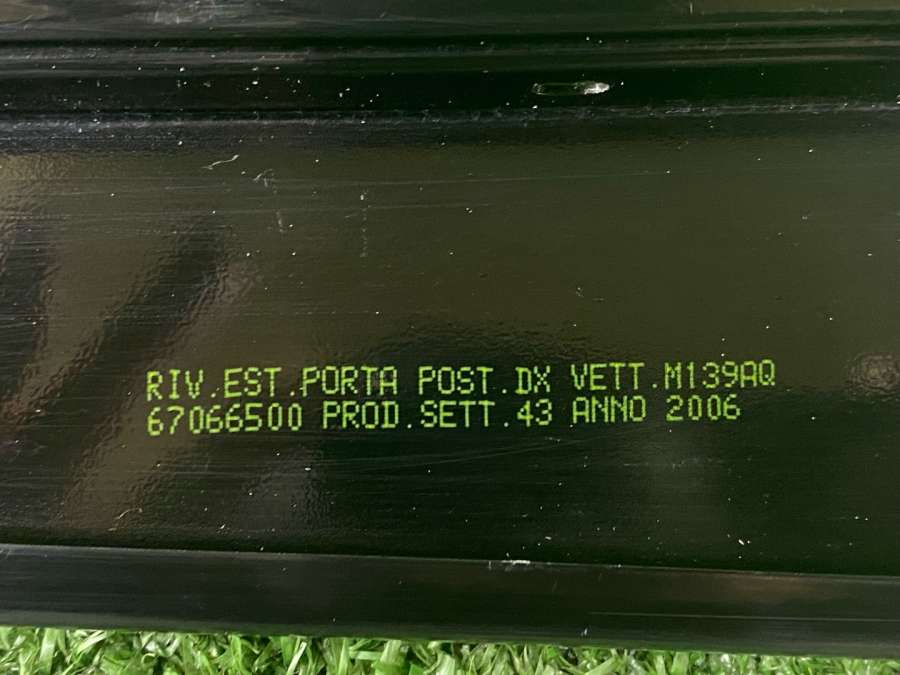 RIV.EST.PORTA POST.DX VETT.M139AQ
67066500 PROD.SETT.43 ANNO 2006